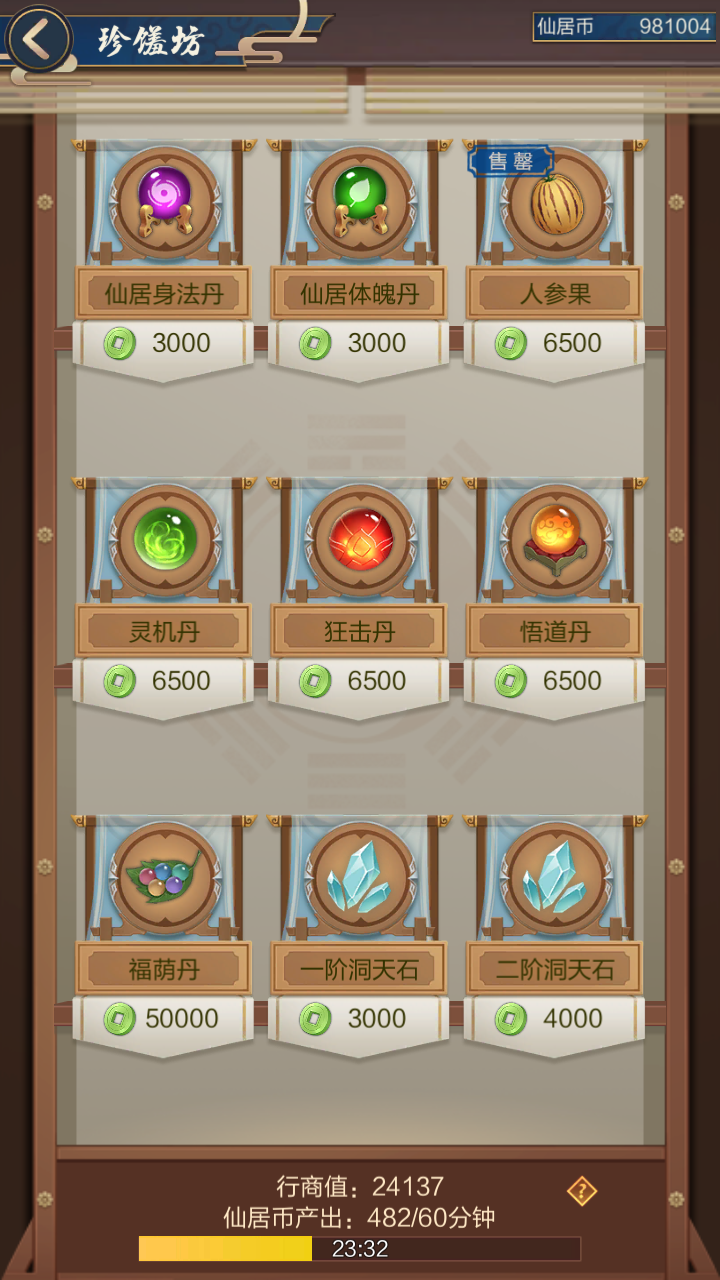 珍馐坊
仙居币 981004
售罄
仙居身法丹 仙居体魄丹 人参果
3000 3000 6500
灵机丹 狂击丹 悟道丹
6500 6500 6500
福荫丹 一阶洞天石 二阶洞天石
50000 3000 4000
行商值：24137
?
仙居币产出：482/60分钟
23:32